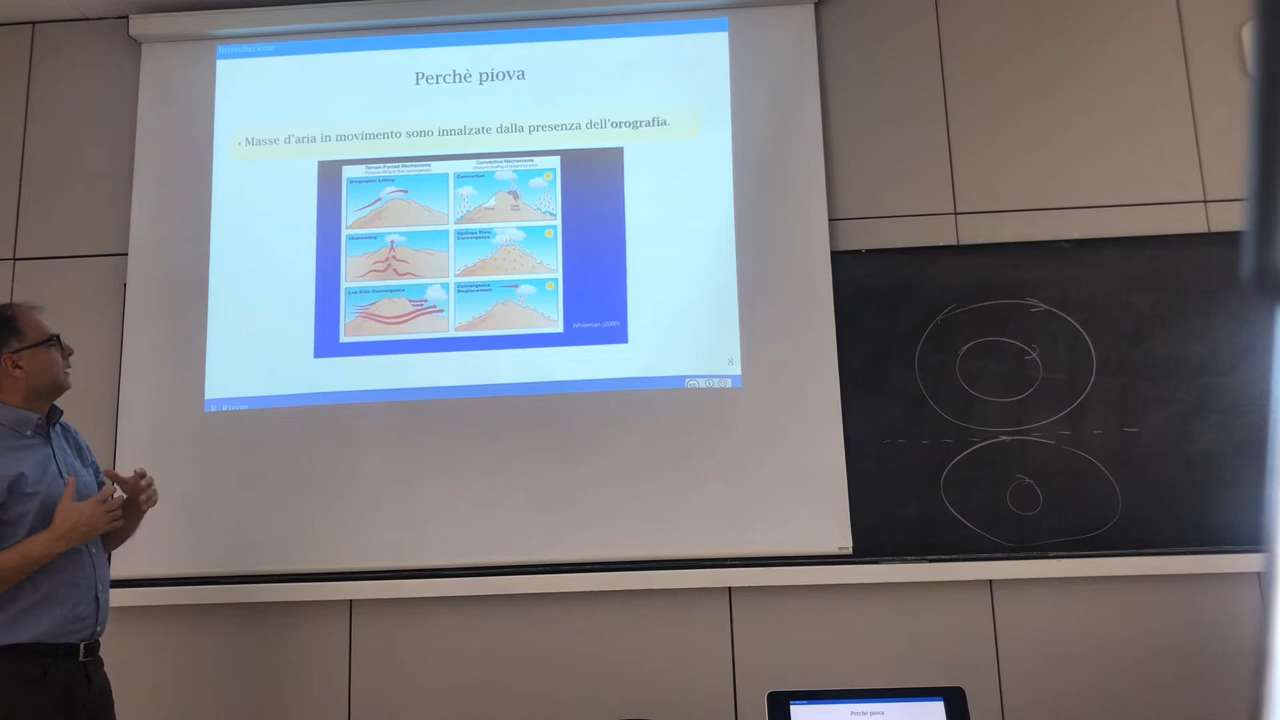 Introduzione
Perchè piova
• Masse d'aria in movimento sono innalzate dalla presenza dell'orografia.
Terrain-Forced Mechanisms
Convective Mechanisms
Orographic Lifting
Convection
Channeling
Upslope Flow
Convergence
Lee Side Convergence
Convergence
Displacement
Whiteman (2000)
8
Perchè piova